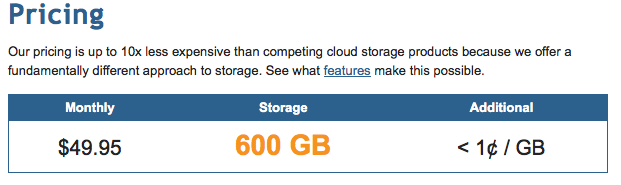 Pricing
Our pricing is up to 10x less expensive than competing cloud storage products because we offer a
fundamentally different approach to storage. See what features make this possible.
Monthly Storage Additional
$49.95 600 GB < 1¢ / GB